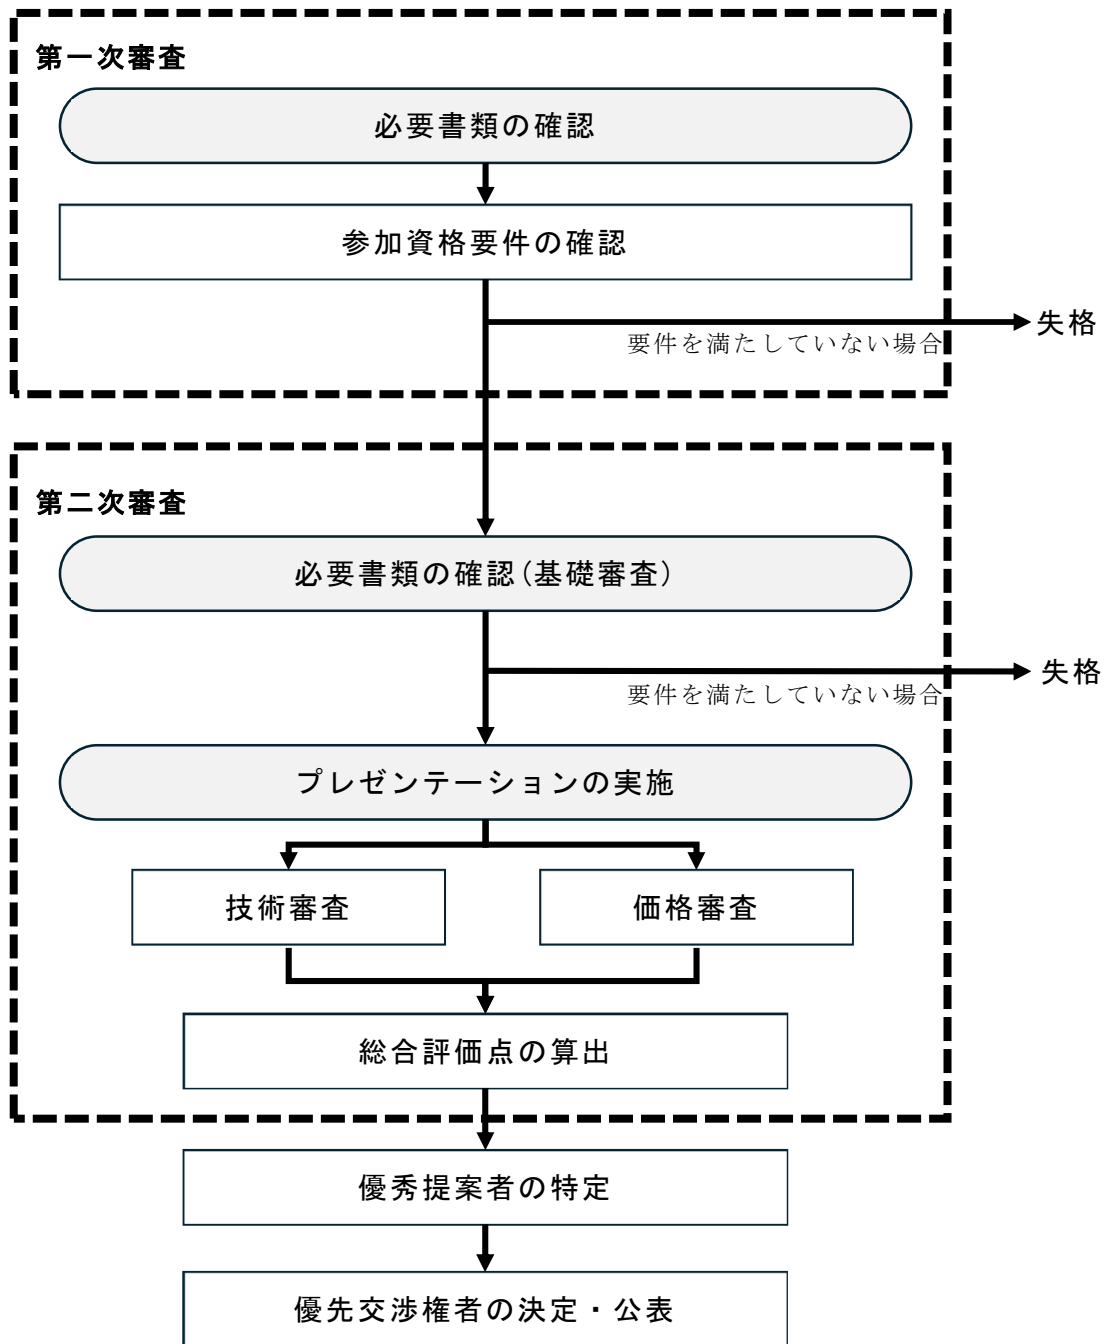 第一次審査
必要書類の確認
参加資格要件の確認
失格
要件を満たしていない場合
第二次審査
必要書類の確認(基礎審査)
失格
要件を満たしていない場合
プレゼンテーションの実施
技術審査
価格審査
総合評価点の算出
優秀提案者の特定
優先交渉権者の決定・公表